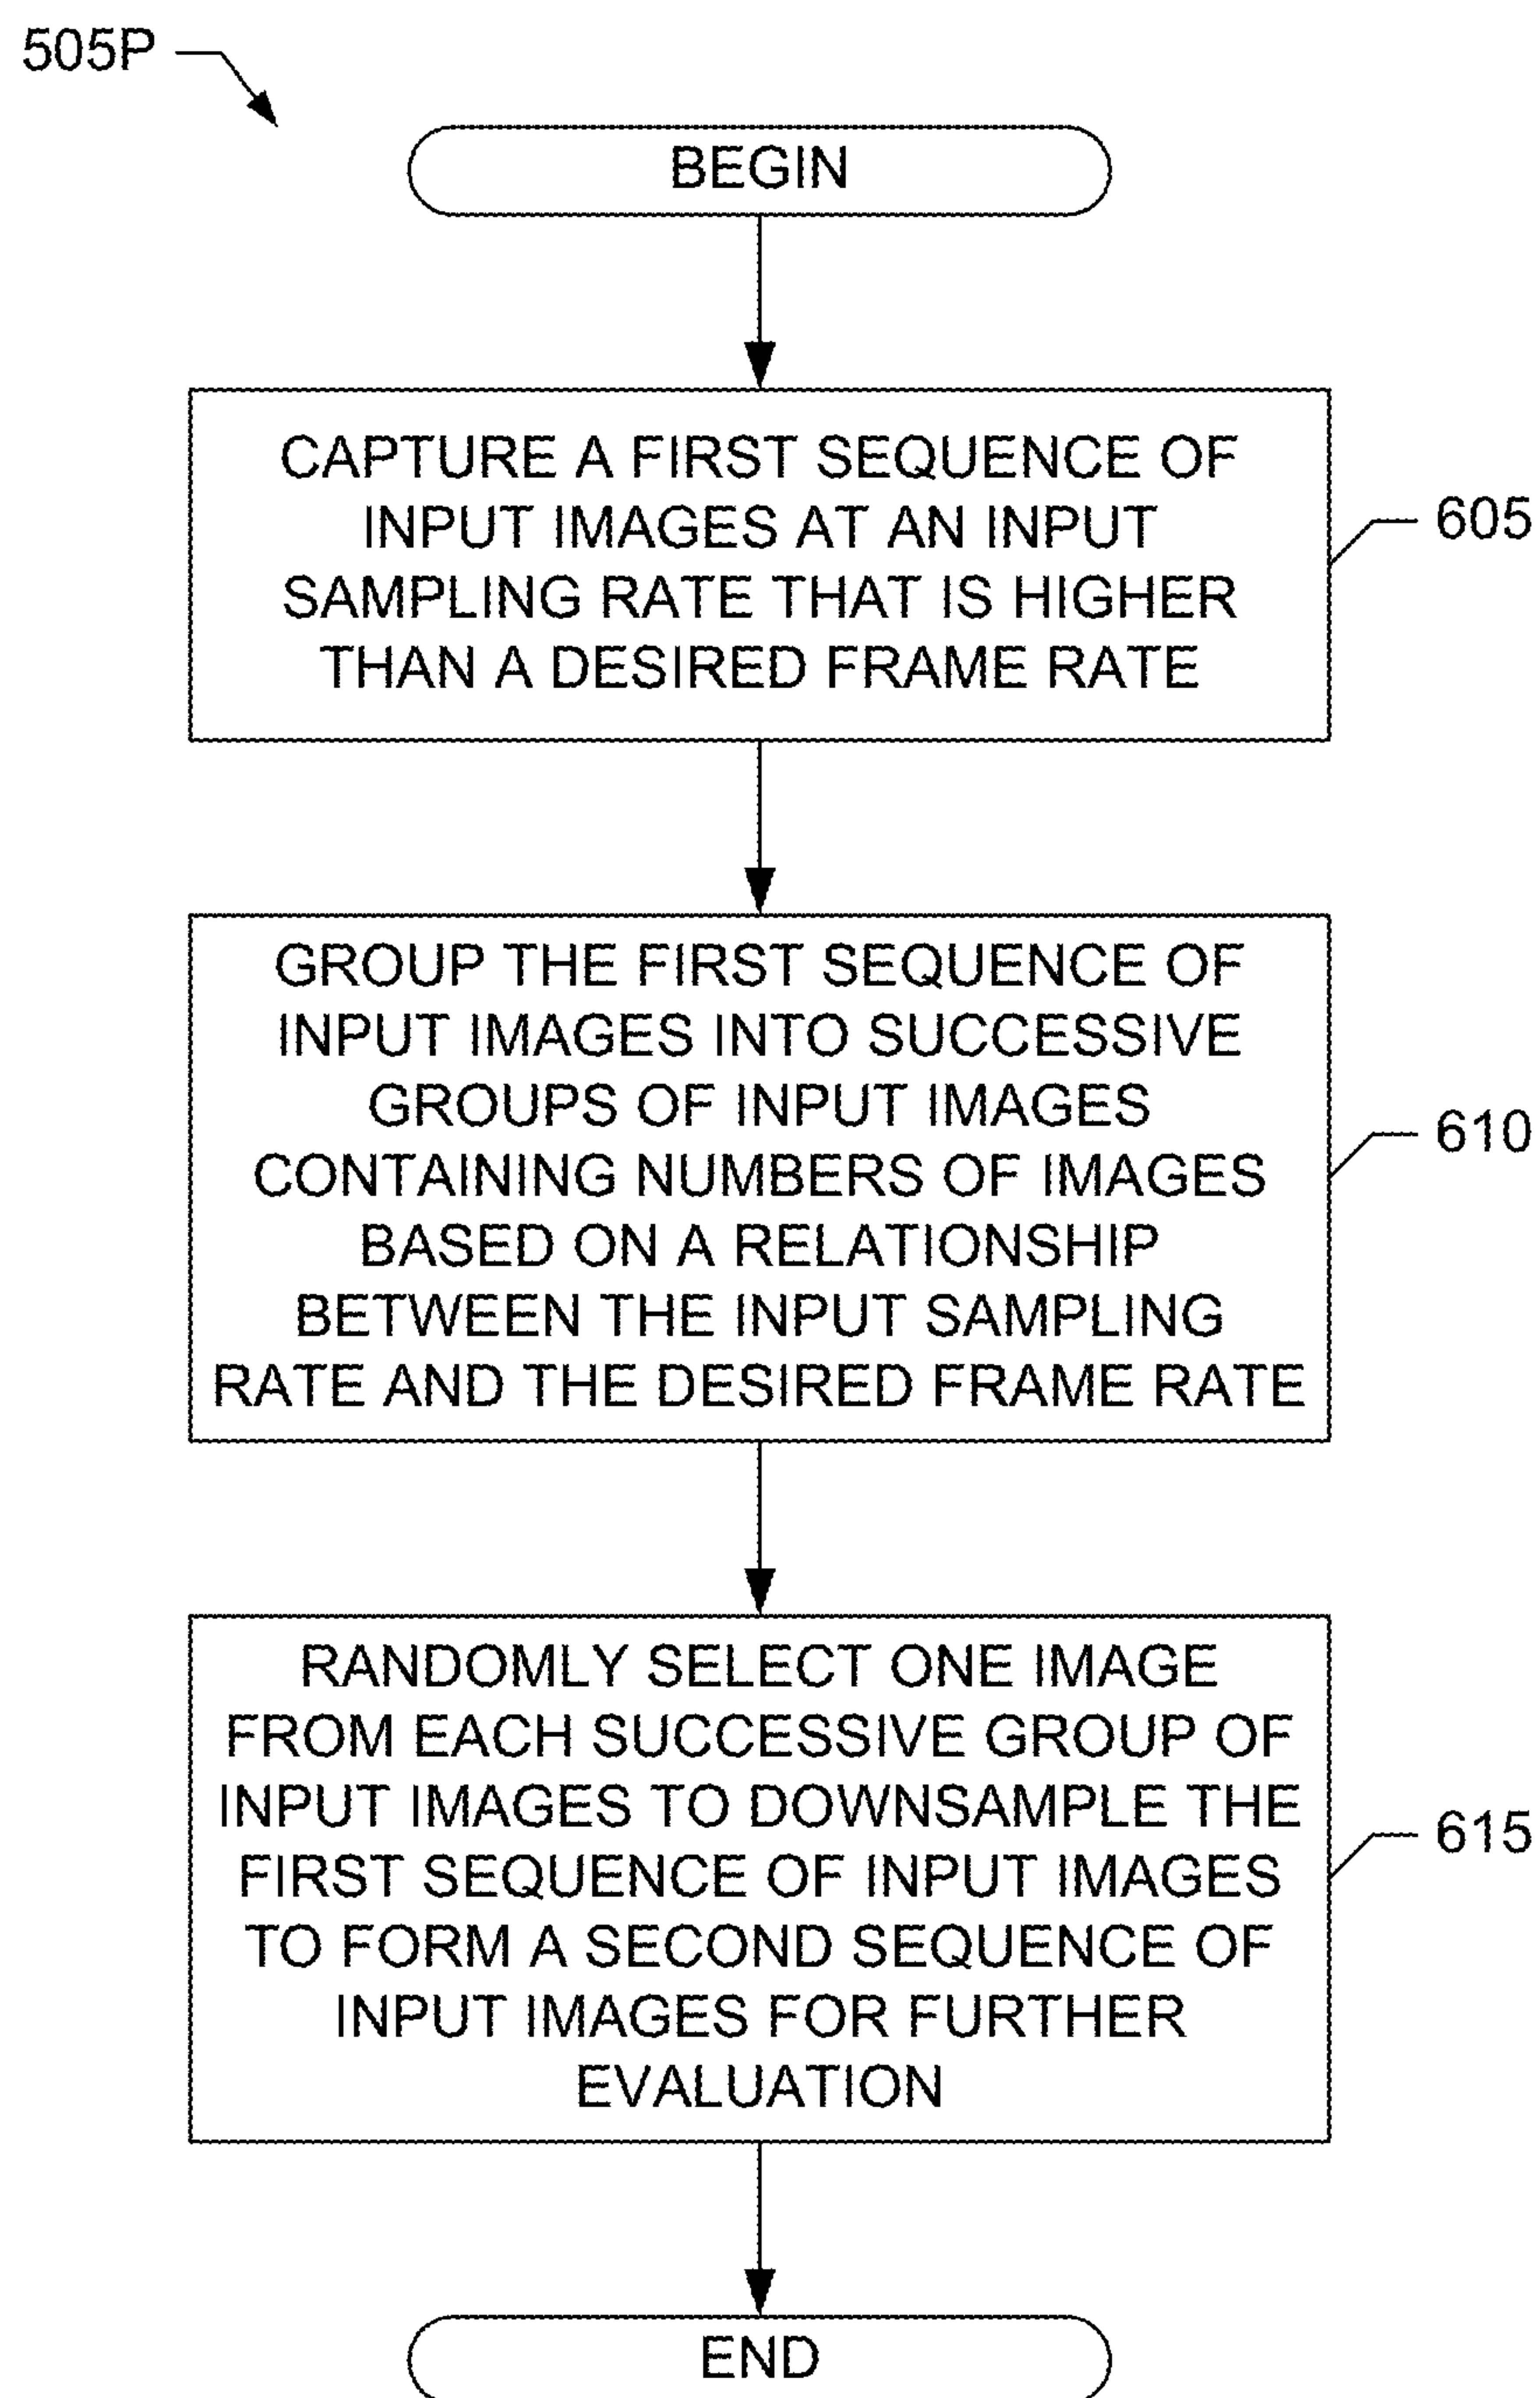 505P
BEGIN
CAPTURE A FIRST SEQUENCE OF
INPUT IMAGES AT AN INPUT
SAMPLING RATE THAT IS HIGHER
THAN A DESIRED FRAME RATE
605
GROUP THE FIRST SEQUENCE OF
INPUT IMAGES INTO SUCCESSIVE
GROUPS OF INPUT IMAGES
CONTAINING NUMBERS OF IMAGES
BASED ON A RELATIONSHIP
BETWEEN THE INPUT SAMPLING
RATE AND THE DESIRED FRAME RATE
610
RANDOMLY SELECT ONE IMAGE
FROM EACH SUCCESSIVE GROUP OF
INPUT IMAGES TO DOWNSAMPLE THE
FIRST SEQUENCE OF INPUT IMAGES
TO FORM A SECOND SEQUENCE OF
INPUT IMAGES FOR FURTHER
EVALUATION
615
END